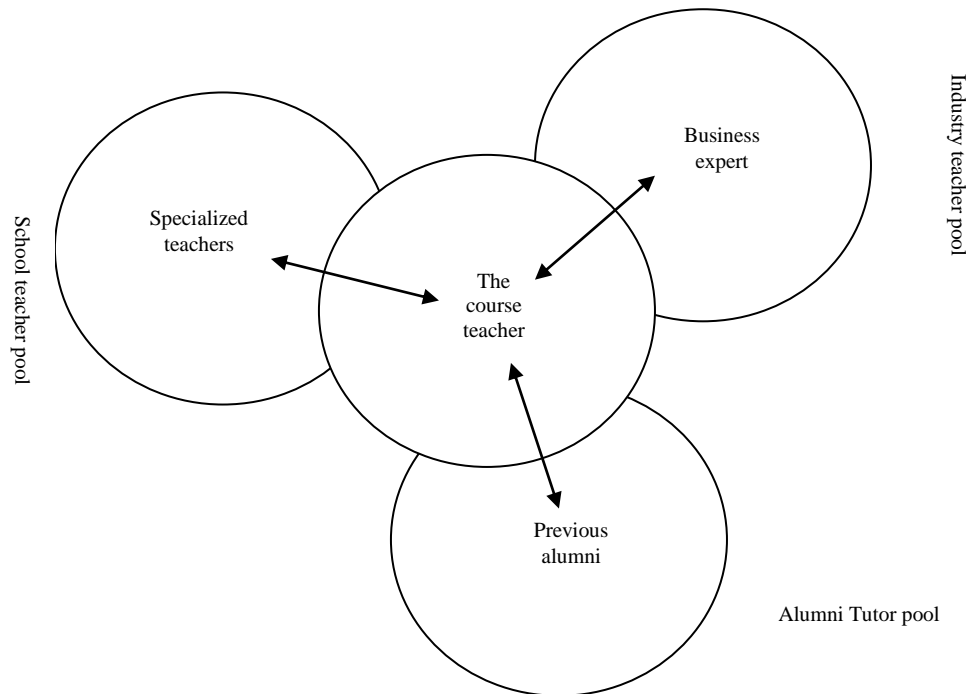 Business
expert
Industry teacher pool
Specialized
teachers
School teacher pool
The
course
teacher
Previous
alumni
Alumni Tutor pool